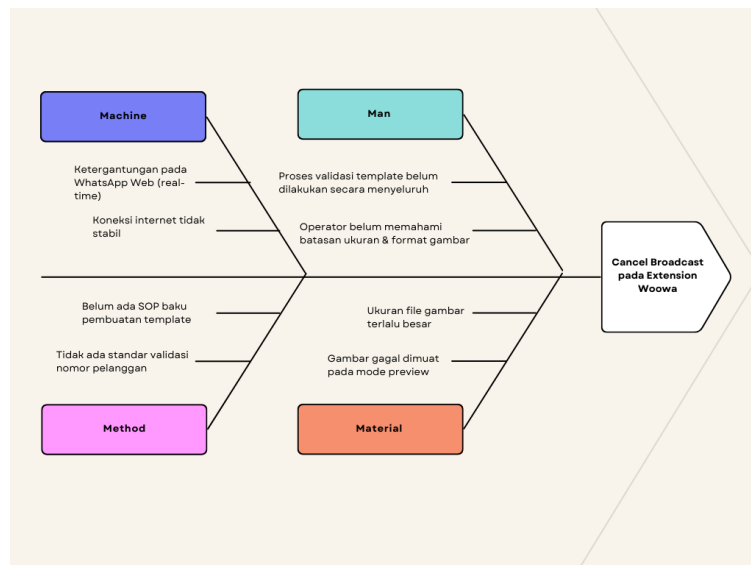 Machine
Man
Ketergantungan pada
WhatsApp Web (real-
time)
Koneksi internet tidak
stabil
Proses validasi template belum
dilakukan secara menyeluruh
Operator belum memahami
batasan ukuran & format gambar
Cancel Broadcast
pada Extension
Woowa
Belum ada SOP baku
pembuatan template
Tidak ada standar validasi
nomor pelanggan
Ukuran file gambar
terlalu besar
Gambar gagal dimuat
pada mode preview
Method
Material